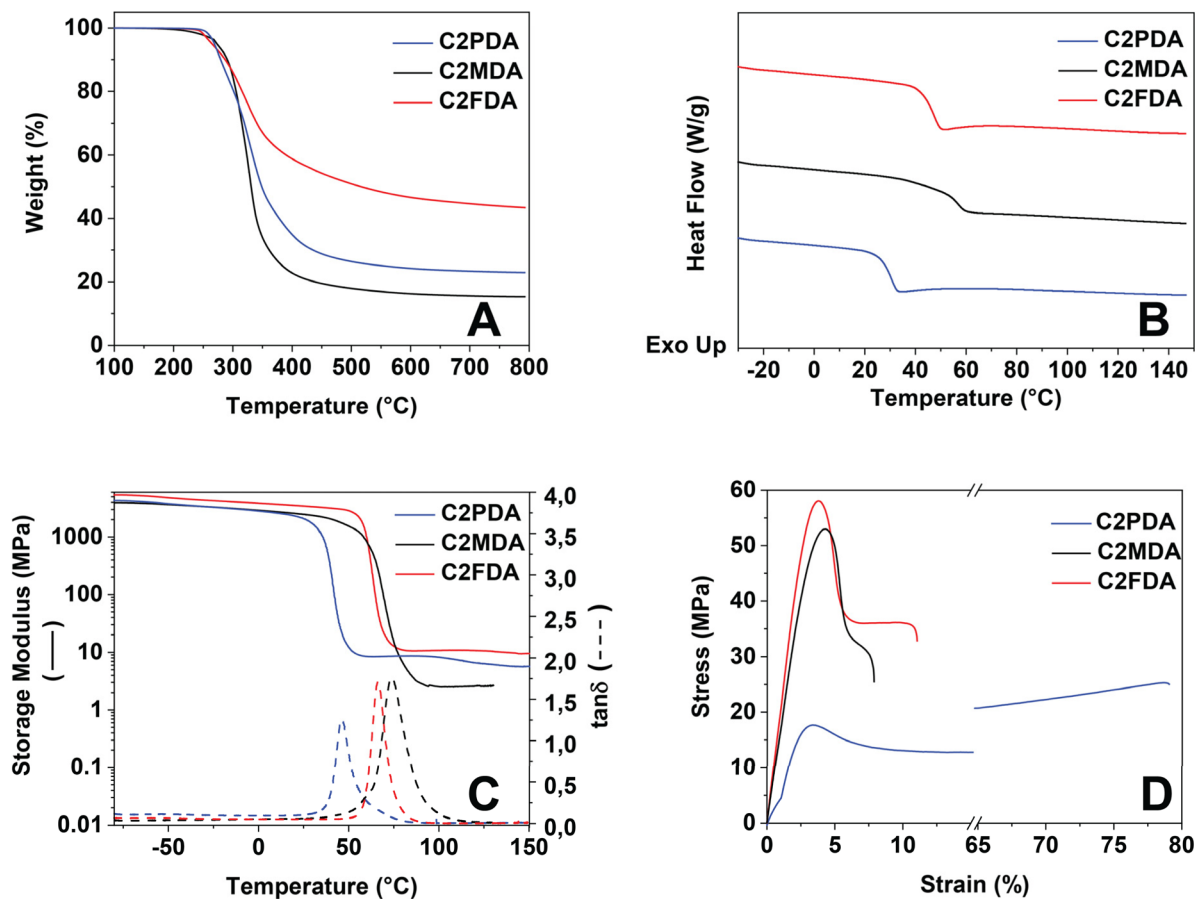 100
80
60
40
20
0
Weight (%)
C2PDA
C2MDA
C2FDA
A
100 200 300 400 500 600 700 800
Temperature (°C)
Heat Flow (W/g)
C2PDA
C2MDA
C2FDA
B
Exo Up
-20 0 20 40 60 80 100 120 140
Temperature (°C)
Storage Modulus (MPa)
(—)
1000
100
10
1
0.1
0.01
C2PDA
C2MDA
C2FDA
4,0
3,5
3,0
2,5
2,0
1,5
1,0
0,5
0,0
tanδ (---)
C
-50 0 50 100 150
Temperature (°C)
Stress (MPa)
60
50
40
30
20
10
0
C2PDA
C2MDA
C2FDA
D
0 5 10 65 70 75 80
Strain (%)